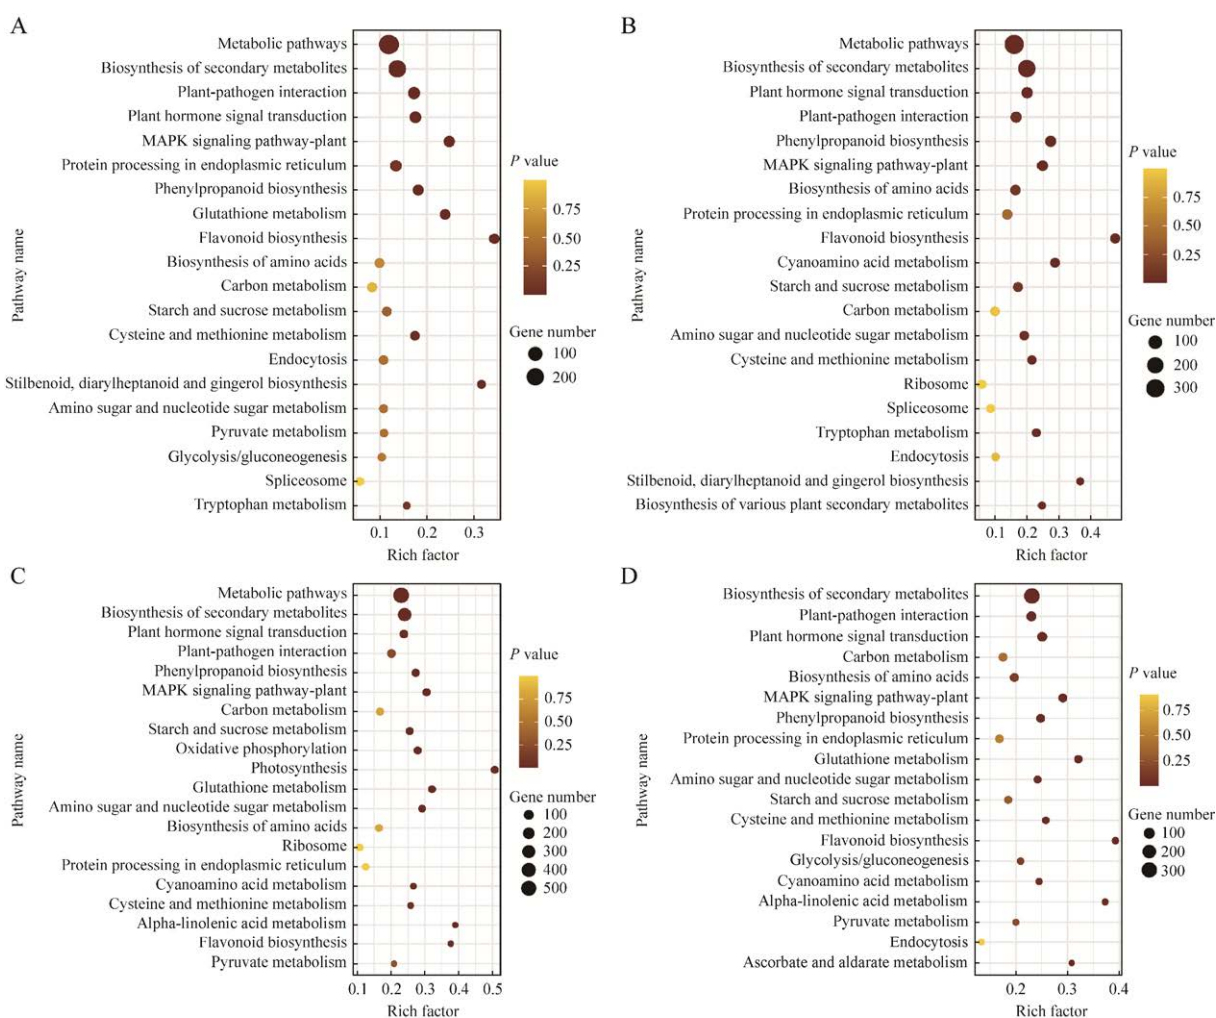 A
Metabolic pathways
Biosynthesis of secondary metabolites
Plant-pathogen interaction
Plant hormone signal transduction
MAPK signaling pathway-plant
Protein processing in endoplasmic reticulum
Phenylpropanoid biosynthesis
Glutathione metabolism
Flavonoid biosynthesis
Biosynthesis of amino acids
Carbon metabolism
Starch and sucrose metabolism
Cysteine and methionine metabolism
Endocytosis
Stilbenoid, diarylheptanoid and gingerol biosynthesis
Amino sugar and nucleotide sugar metabolism
Pyruvate metabolism
Glycolysis/gluconeogenesis
Spliceosome
Tryptophan metabolism
Pathway name
0.1 0.2 0.3
Rich factor
P value
0.75
0.50
0.25
Gene number
100
200
B
Metabolic pathways
Biosynthesis of secondary metabolites
Plant hormone signal transduction
Plant-pathogen interaction
Phenylpropanoid biosynthesis
MAPK signaling pathway-plant
Biosynthesis of amino acids
Protein processing in endoplasmic reticulum
Flavonoid biosynthesis
Cyanoamino acid metabolism
Starch and sucrose metabolism
Carbon metabolism
Amino sugar and nucleotide sugar metabolism
Cysteine and methionine metabolism
Ribosome
Spliceosome
Tryptophan metabolism
Endocytosis
Stilbenoid, diarylheptanoid and gingerol biosynthesis
Biosynthesis of various plant secondary metabolites
Pathway name
0.1 0.2 0.3 0.4
Rich factor
P value
0.75
0.50
0.25
Gene number
100
200
300
C
Metabolic pathways
Biosynthesis of secondary metabolites
Plant hormone signal transduction
Plant-pathogen interaction
Phenylpropanoid biosynthesis
MAPK signaling pathway-plant
Carbon metabolism
Starch and sucrose metabolism
Oxidative phosphorylation
Photosynthesis
Glutathione metabolism
Amino sugar and nucleotide sugar metabolism
Biosynthesis of amino acids
Ribosome
Protein processing in endoplasmic reticulum
Cyanoamino acid metabolism
Cysteine and methionine metabolism
Alpha-linolenic acid metabolism
Flavonoid biosynthesis
Pyruvate metabolism
Pathway name
0.1 0.2 0.3 0.4 0.5
Rich factor
P value
0.75
0.50
0.25
Gene number
100
200
300
400
500
D
Biosynthesis of secondary metabolites
Plant-pathogen interaction
Plant hormone signal transduction
Carbon metabolism
Biosynthesis of amino acids
MAPK signaling pathway-plant
Phenylpropanoid biosynthesis
Protein processing in endoplasmic reticulum
Glutathione metabolism
Amino sugar and nucleotide sugar metabolism
Starch and sucrose metabolism
Cysteine and methionine metabolism
Flavonoid biosynthesis
Glycolysis/gluconeogenesis
Cyanoamino acid metabolism
Alpha-linolenic acid metabolism
Pyruvate metabolism
Endocytosis
Ascorbate and aldarate metabolism
Pathway name
0.2 0.3 0.4
Rich factor
P value
0.75
0.50
0.25
Gene number
100
200
300